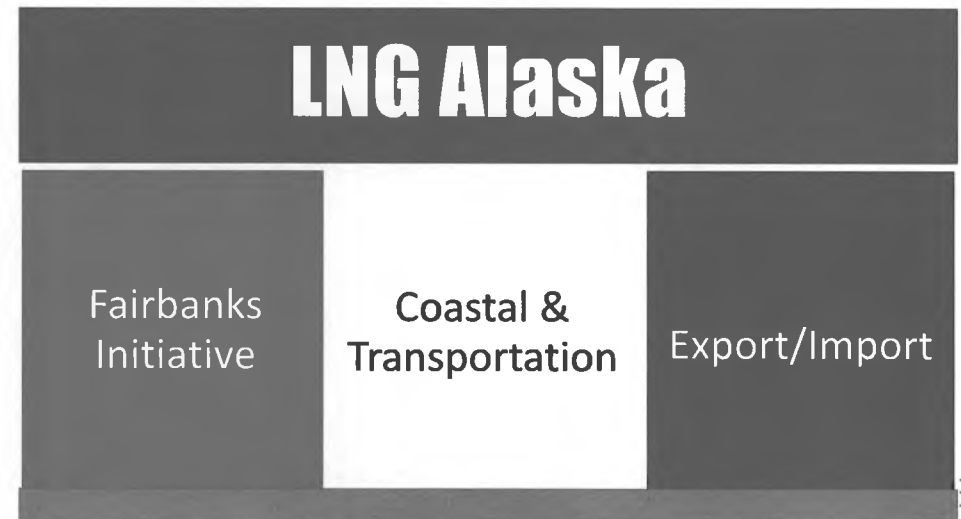 LNG Alaska
Fairbanks
Initiative
Coastal &
Transportation
Export/Import